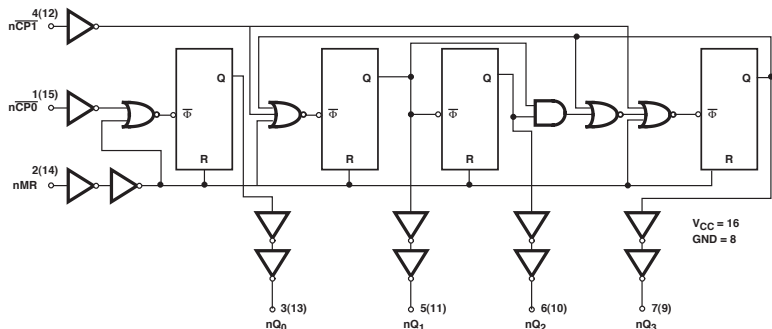 4(12)
nCP1
Q
Q
Q
Q
1(15)
nCP0
Φ
Φ
Φ
Φ
2(14)
nMR
R
R
R
R
VCC = 16
GND = 8
3(13)
5(11)
6(10)
7(9)
nQ0
nQ1
nQ2
nQ3